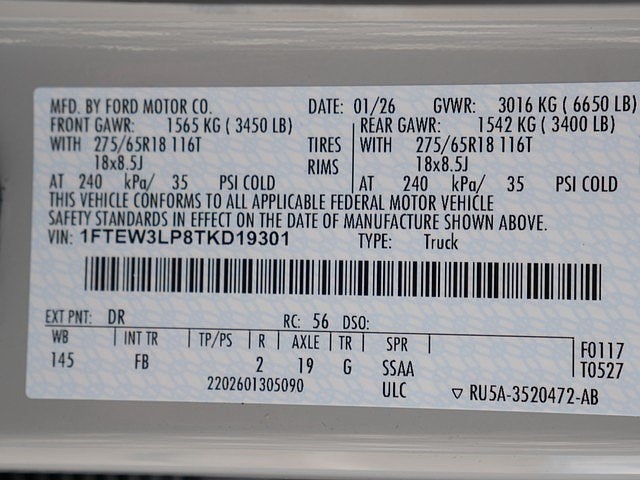 MFD. BY FORD MOTOR CO. DATE: 01/26 GVWR: 3016 KG ( 6650 LB)
FRONT GAWR: 1565 KG ( 3450 LB) REAR GAWR: 1542 KG ( 3400 LB)
WITH 275/65R18 116T TIRES WITH 275/65R18 116T
18x8.5J RIMS 18x8.5J
AT 240 kPa/ 35 PSI COLD AT 240 kPa/ 35 PSI COLD
THIS VEHICLE CONFORMS TO ALL APPLICABLE FEDERAL MOTOR VEHICLE
SAFETY STANDARDS IN EFFECT ON THE DATE OF MANUFACTURE SHOWN ABOVE.
VIN: 1FTEW3LP8TKD19301 TYPE: Truck
EXT PNT: DR RC: 56 DSO:
WB INT TR TP/PS R AXLE TR SPR F0117
145 FB 2 19 G SSAA T0527
2202601305090 ULC ▽ RU5A-3520472-AB